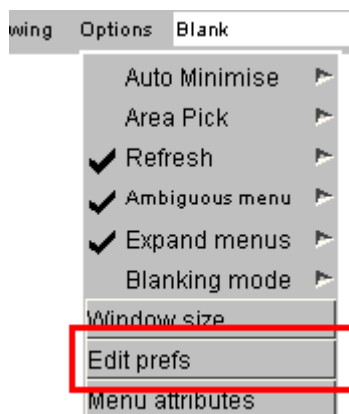 wing Options Blank
Auto Minimise
Area Pick
Refresh
Ambiguous menu
Expand menus
Blanking mode
Window size
Edit prefs
Menu attributes